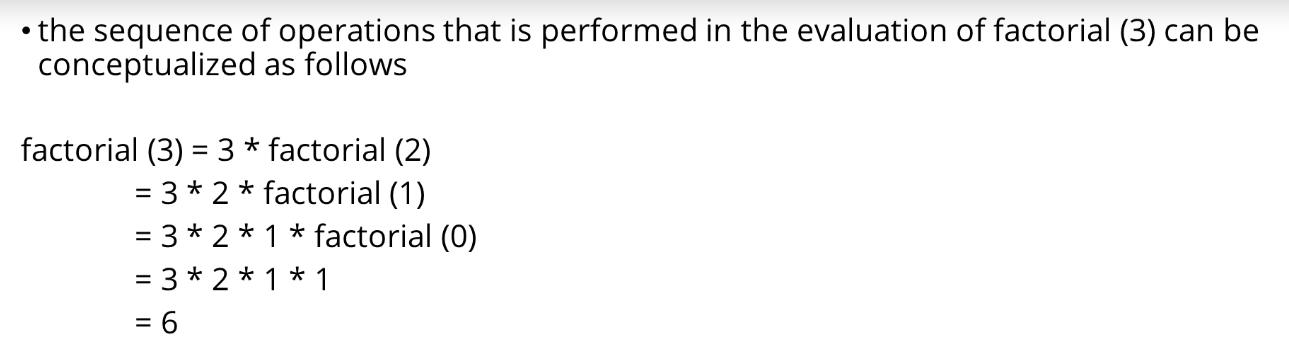 • the sequence of operations that is performed in the evaluation of factorial (3) can be
conceptualized as follows
factorial (3) = 3 * factorial (2)
= 3 * 2 * factorial (1)
= 3 * 2 * 1 * factorial (0)
= 3 * 2 * 1 * 1
= 6